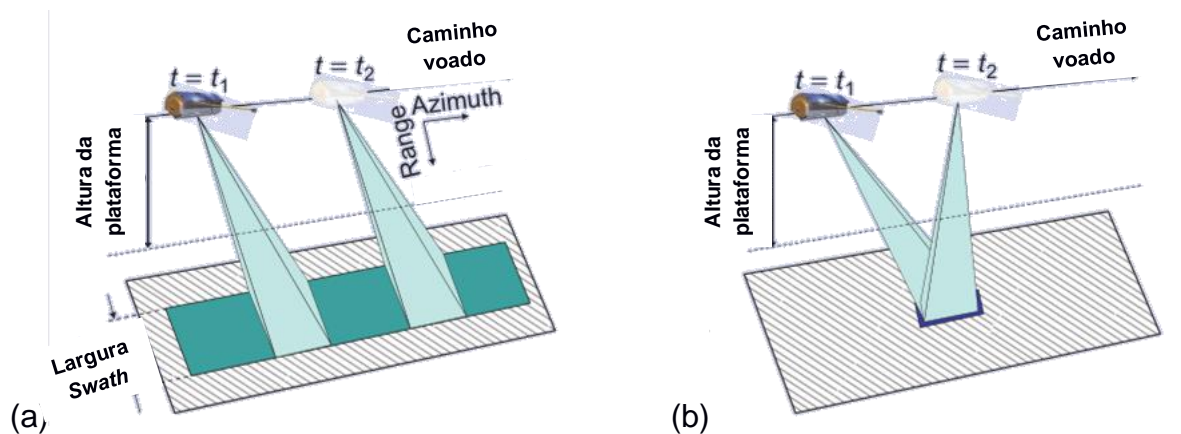 t = t1
t = t2
Caminho
voado
Azimuth
Range
Altura da
plataforma
Largura
Swath
(a)
t = t1
t = t2
Caminho
voado
Altura da
plataforma
(b)